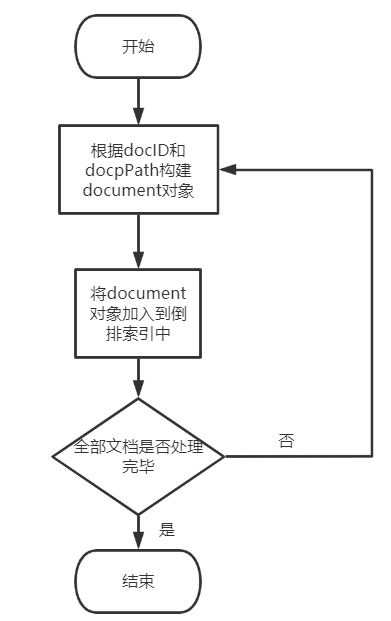 开始
根据docID和
docpPath构建
document对象
将document
对象加入到倒
排索引中
全部文档是否处理
完毕
否
是
结束